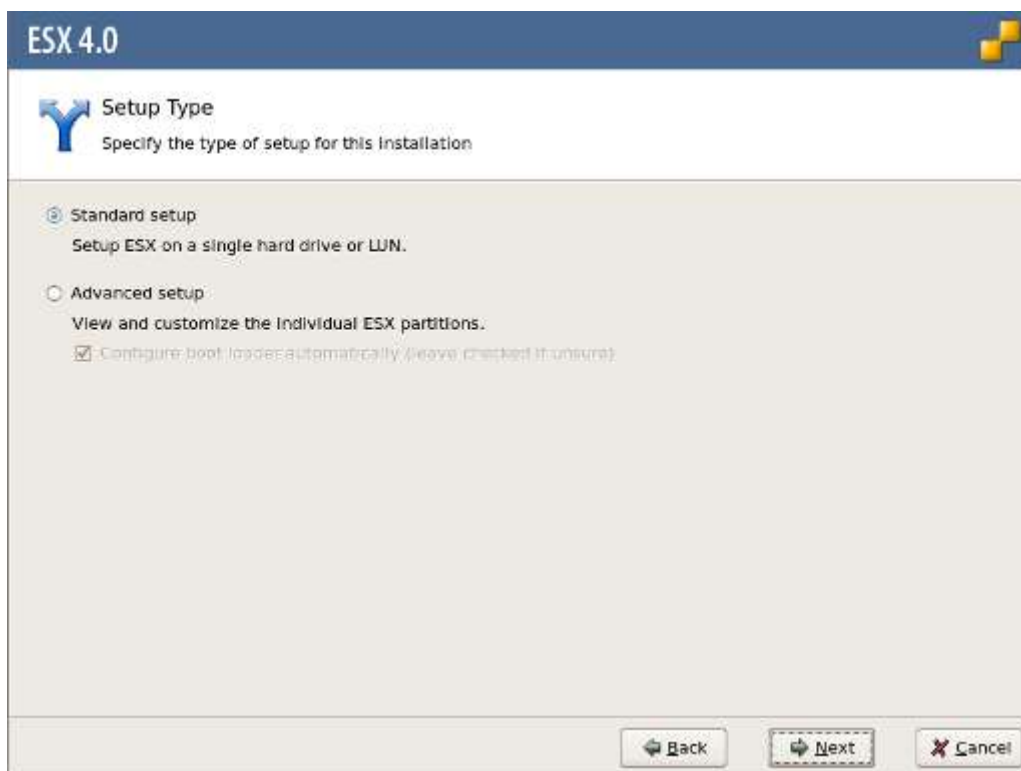 ESX 4.0
Setup Type
Specify the type of setup for this installation
Standard setup
Setup ESX on a single hard drive or LUN.
Advanced setup
View and customize the individual ESX partitions.
Configure boot loader automatically (leave checked if unsure)
Back
Next
Cancel